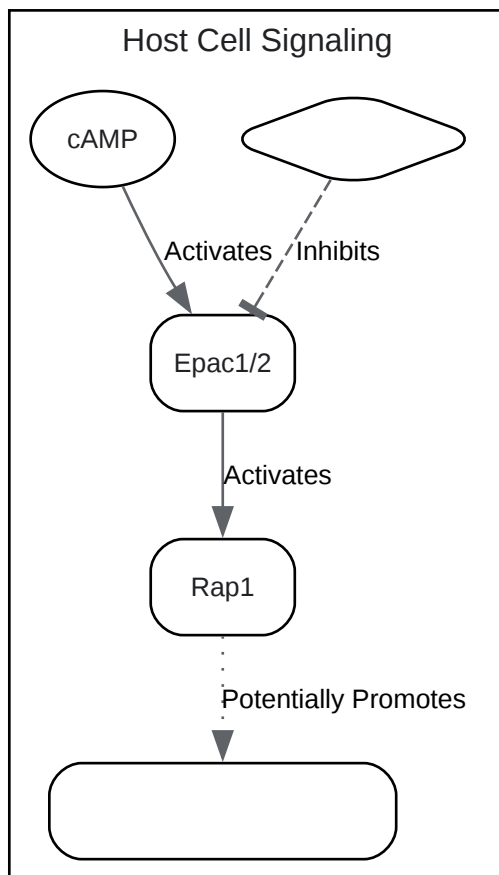 Host Cell Signaling
cAMP
Activates
Inhibits
Epac1/2
Activates
Rap1
Potentially Promotes